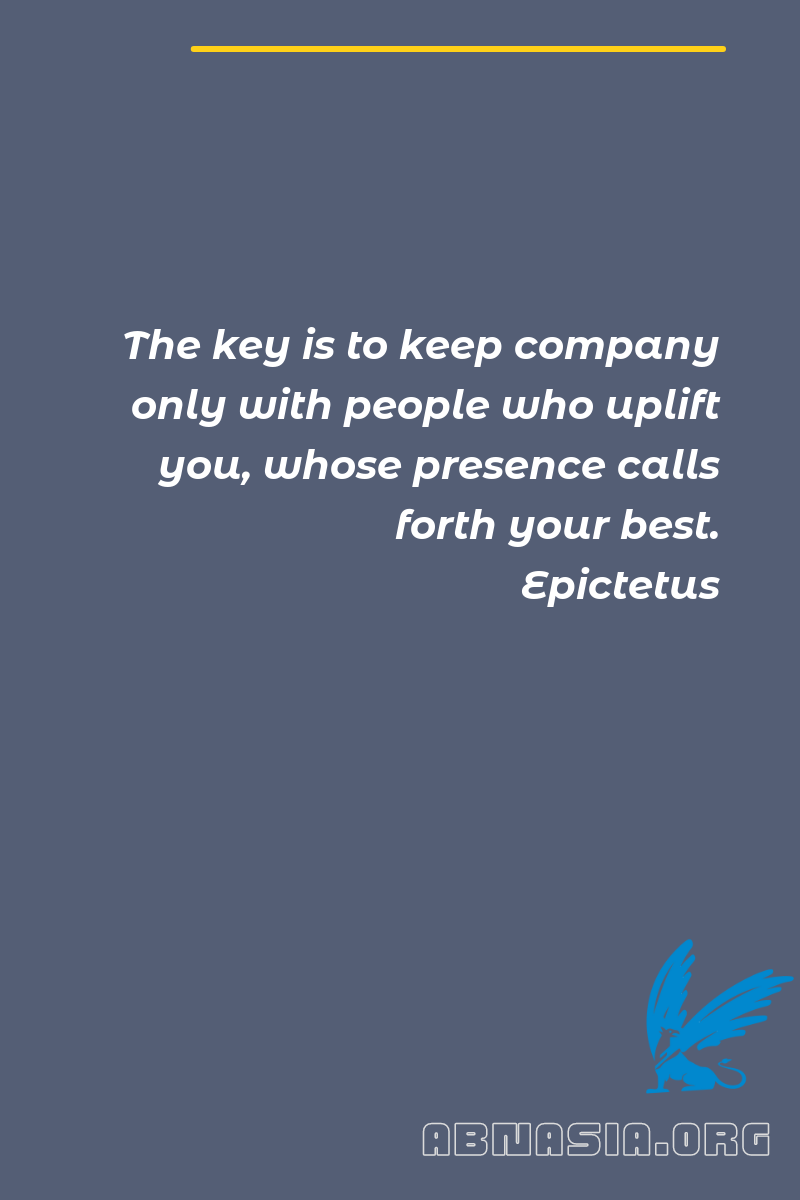 The key is to keep company
only with people who uplift
you, whose presence calls
forth your best.
Epictetus
ABNASIA.ORG